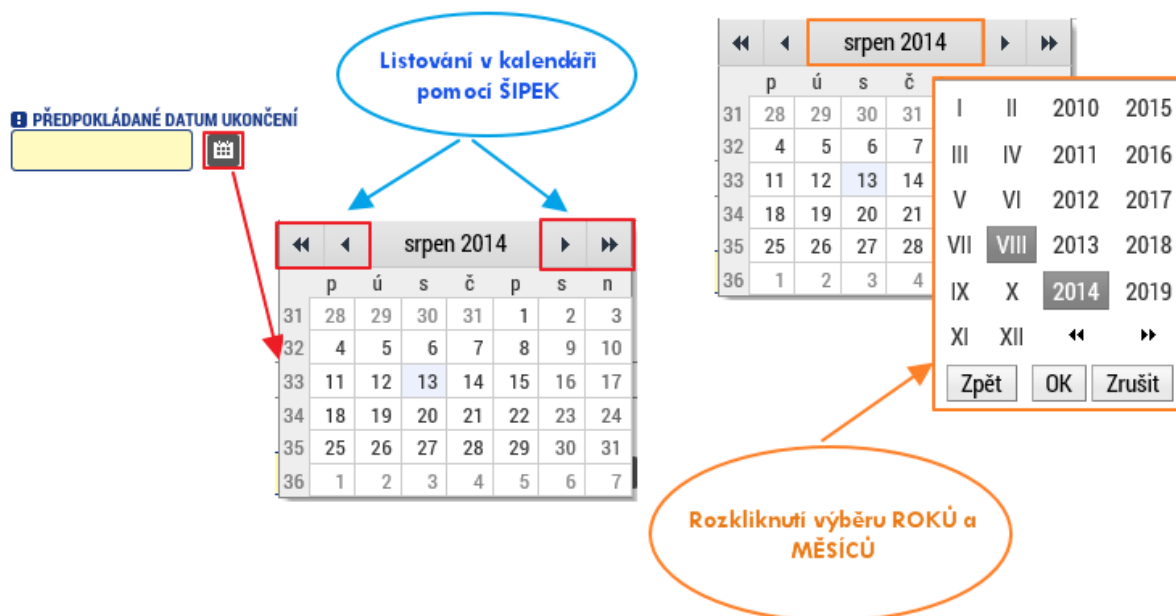 Listování v kalendáři
pomocí ŠIPEK
PŘEDPOKLÁDANÉ DATUM UKONČENÍ
srpen 2014
p ú s č p s n
31 28 29 30 31 1 2 3
32 4 5 6 7 8 9 10
33 11 12 13 14 15 16 17
34 18 19 20 21 22 23 24
35 25 26 27 28 29 30 31
36 1 2 3 4 5 6 7
srpen 2014
p ú s č
31 28 29 30 31
32 4 5 6 7
33 11 12 13 14
34 18 19 20 21
35 25 26 27 28
36 1 2 3 4
I II 2010 2015
III IV 2011 2016
V VI 2012 2017
VII VIII 2013 2018
IX X 2014 2019
XI XII
Zpět OK Zrušit
Rozkliknutí výběru ROKŮ a
MĚSÍCŮ